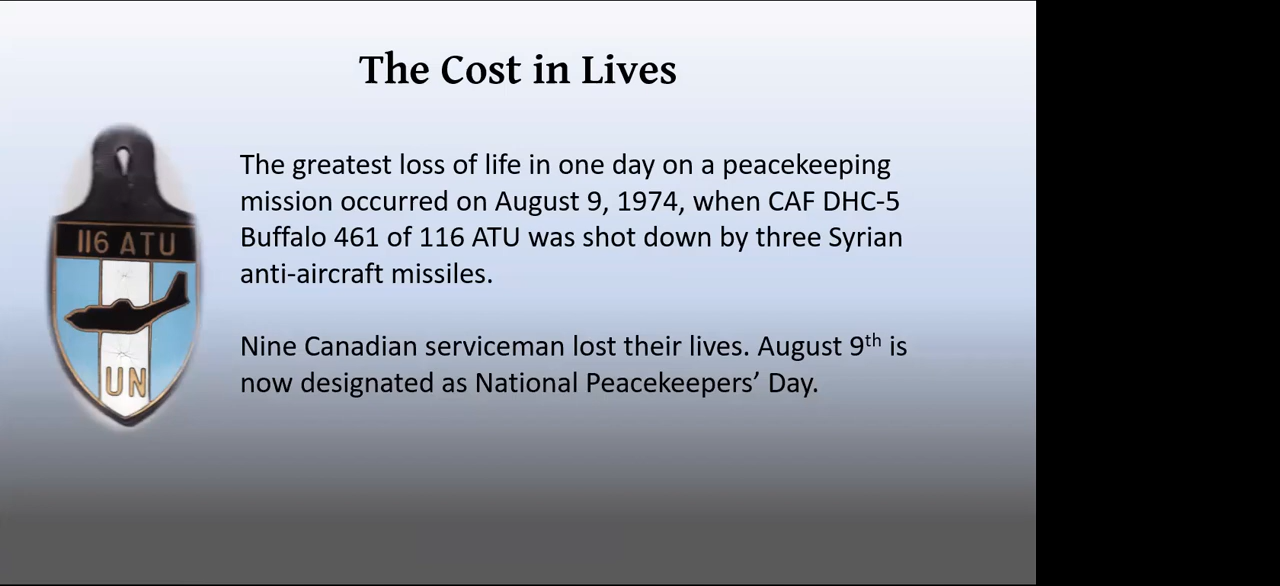 The Cost in Lives
116 ATU
UN
The greatest loss of life in one day on a peacekeeping
mission occurred on August 9, 1974, when CAF DHC-5
Buffalo 461 of 116 ATU was shot down by three Syrian
anti-aircraft missiles.
Nine Canadian serviceman lost their lives. August 9th is
now designated as National Peacekeepers’ Day.